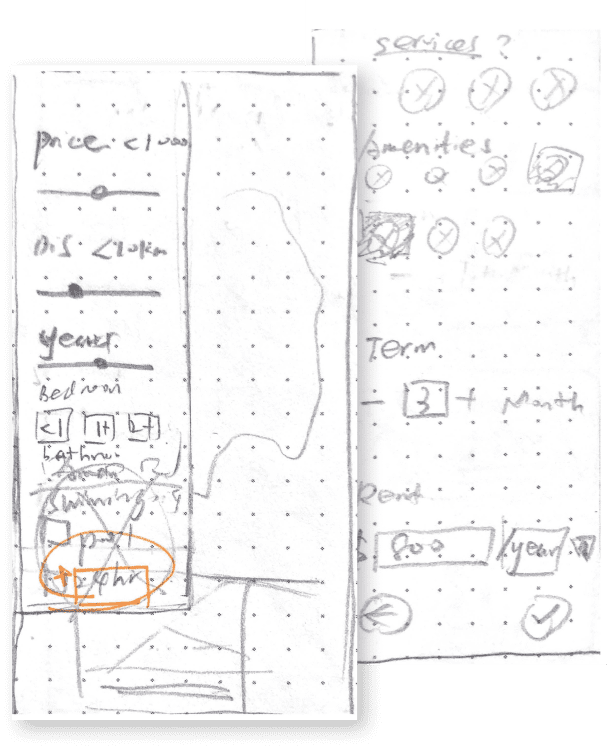 price <1000
Dis <10km
year
Bedroom
<1 1+ 2+
bathroom
Swimming
pool
24hr
services ?
Amenities
Term
- 3 + Month
Rent
$ 800 /year